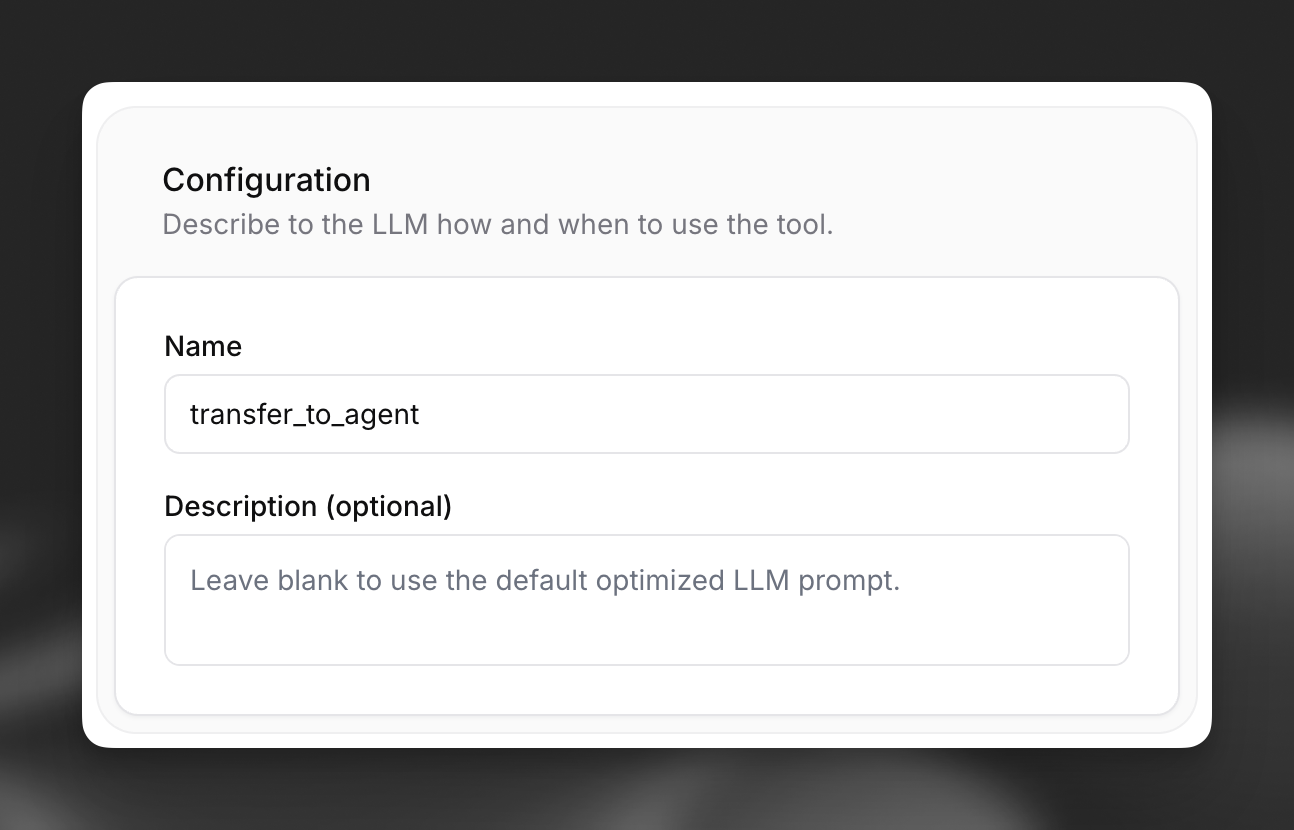 Configuration
Describe to the LLM how and when to use the tool.
Name
transfer_to_agent
Description (optional)
Leave blank to use the default optimized LLM prompt.